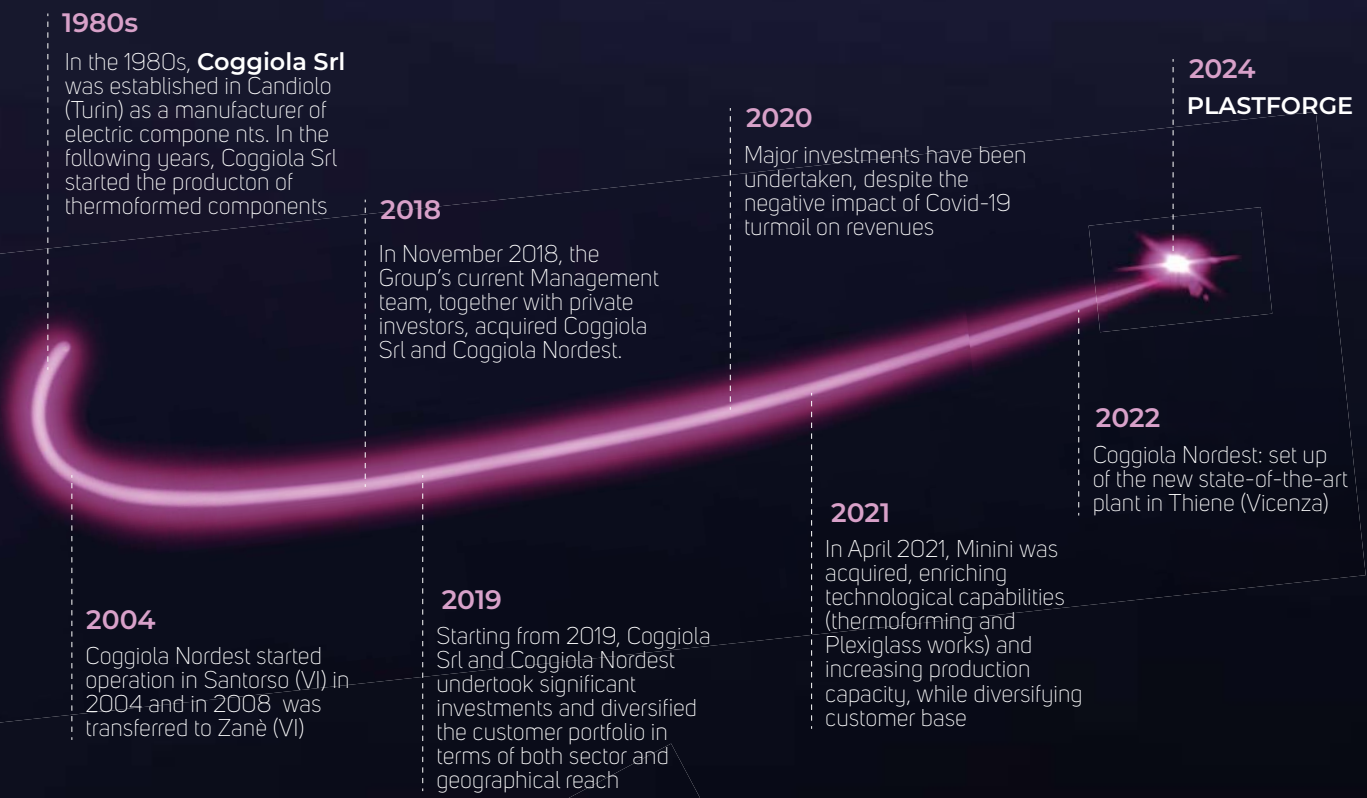 1980s
In the 1980s, Coggiola Srl
was established in Candiolo
(Turin) as a manufacturer of
electric compone nts. In the
following years, Coggiola Srl
started the producton of
thermoformed components
2004
Coggiola Nordest started
operation in Santorso (VI) in
2004 and in 2008  was
transferred to Zanè (VI)
2018
In November 2018, the
Group's current Management
team, together with private
investors, acquired Coggiola
Srl and Coggiola Nordest.
2019
Starting from 2019, Coggiola
Srl and Coggiola Nordest
undertook significant
investments and diversified
the customer portfolio in
terms of both sector and
geographical reach
2020
Major investments have been
undertaken, despite the
negative impact of Covid-19
turmoil on revenues
2021
In April 2021, Minini was
acquired, enriching
technological capabilities
(thermoforming and
Plexiglass works) and
increasing production
capacity, while diversifying
customer base
2022
Coggiola Nordest: set up
of the new state-of-the-art
plant in Thiene (Vicenza)
2024
PLASTFORGE